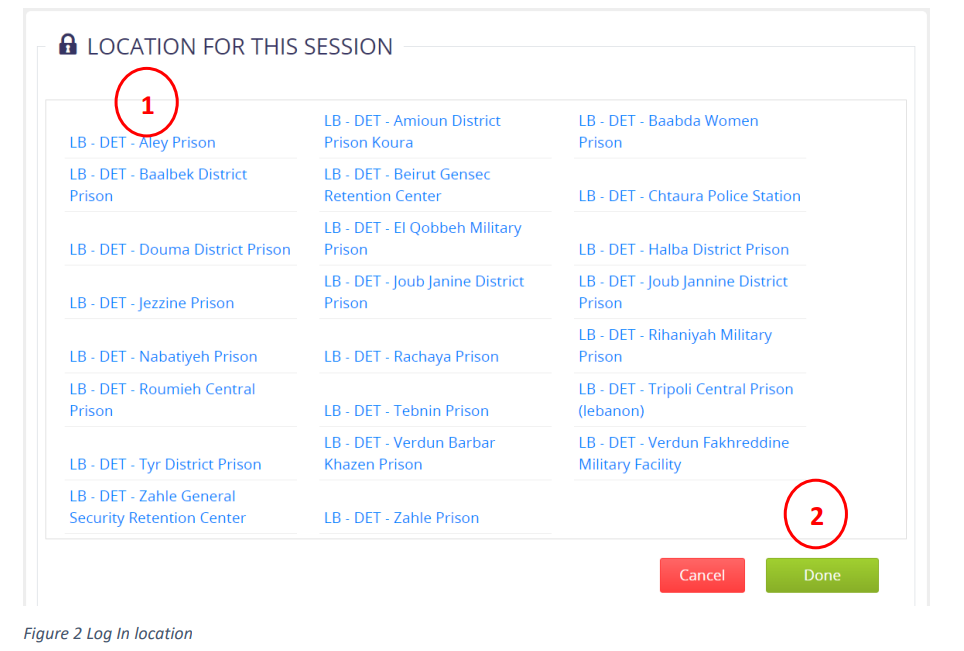 LOCATION FOR THIS SESSION
1
LB - DET - Aley Prison
LB - DET - Amioun District
Prison Koura
LB - DET - Baabda Women
Prison
LB - DET - Baalbek District
Prison
LB - DET - Beirut Gensec
Retention Center
LB - DET - Chtaura Police Station
LB - DET - Douma District Prison
LB - DET - El Qobbeh Military
Prison
LB - DET - Halba District Prison
LB - DET - Jezzine Prison
LB - DET - Joub Janine District
Prison
LB - DET - Joub Jannine District
Prison
LB - DET - Nabatiyeh Prison
LB - DET - Rachaya Prison
LB - DET - Rihaniyah Military
Prison
LB - DET - Roumieh Central
Prison
LB - DET - Tebnin Prison
LB - DET - Tripoli Central Prison
(lebanon)
LB - DET - Tyr District Prison
LB - DET - Verdun Barbar
Khazen Prison
LB - DET - Verdun Fakhreddine
Military Facility
LB - DET - Zahle General
Security Retention Center
LB - DET - Zahle Prison
2
Cancel
Done
Figure 2 Log In location